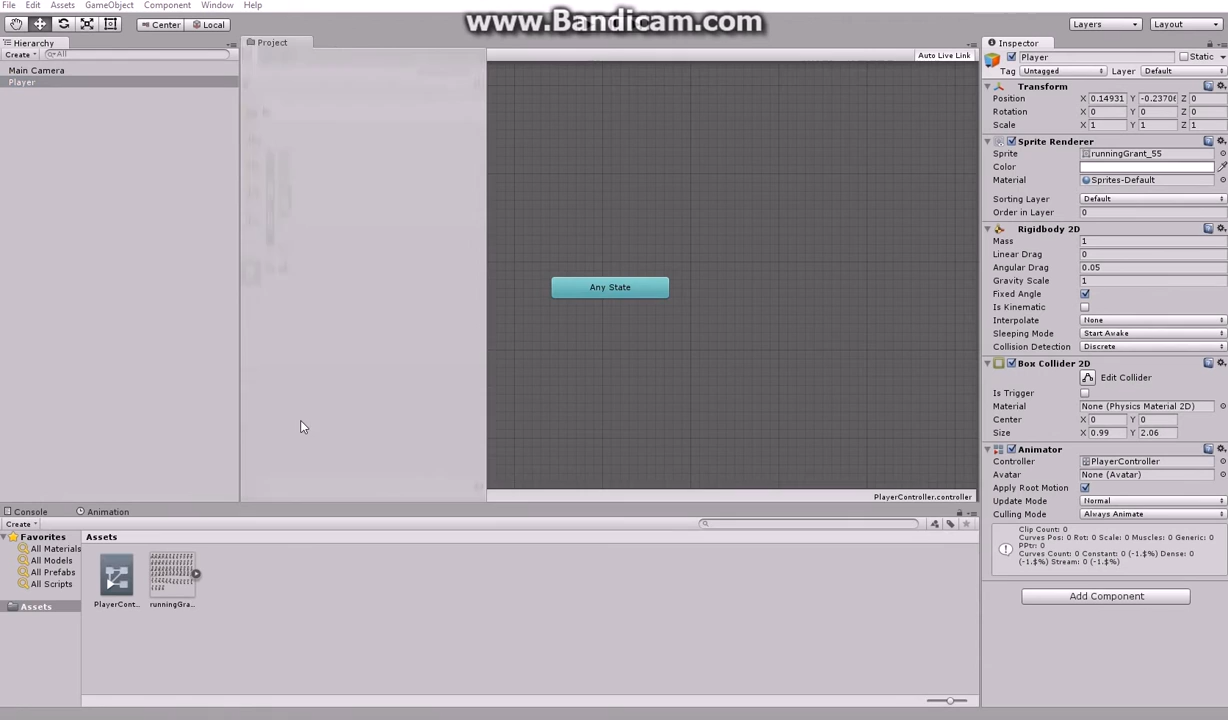 www.Bandicam.com
File Edit Assets GameObject Component Window Help
Center Local Layers Layout
Hierarchy
Create All
Main Camera
Player
Project
Auto Live Link
Any State
PlayerController.controller
Inspector
Player Static
Tag Untagged Layer Default
Transform
Position X 0.14931 Y -0.23706 Z 0
Rotation X 0 Y 0 Z 0
Scale X 1 Y 1 Z 1
Sprite Renderer
Sprite runningGrant_55
Color
Material Sprites-Default
Sorting Layer Default
Order in Layer 0
Rigidbody 2D
Mass 1
Linear Drag 0
Angular Drag 0.05
Gravity Scale 1
Fixed Angle
Is Kinematic
Interpolate None
Sleeping Mode Start Awake
Collision Detection Discrete
Box Collider 2D
Edit Collider
Is Trigger
Material None (Physics Material 2D)
Center X 0 Y 0
Size X 0.99 Y 2.06
Animator
Controller PlayerController
Avatar None (Avatar)
Apply Root Motion
Update Mode Normal
Culling Mode Always Animate
Clip Count: 0
Curves Pos: 0 Rot: 0 Scale: 0 Muscles: 0 Generic: 0
PPtr: 0
Curves Count: 0 Constant: 0 (-1.$%) Dense: 0
(-1.$%) Stream: 0 (-1.$%)
Add Component
Console Animation
Create
Favorites
All Materials
All Models
All Prefabs
All Scripts
Assets
Assets
PlayerCont...
runningGra...